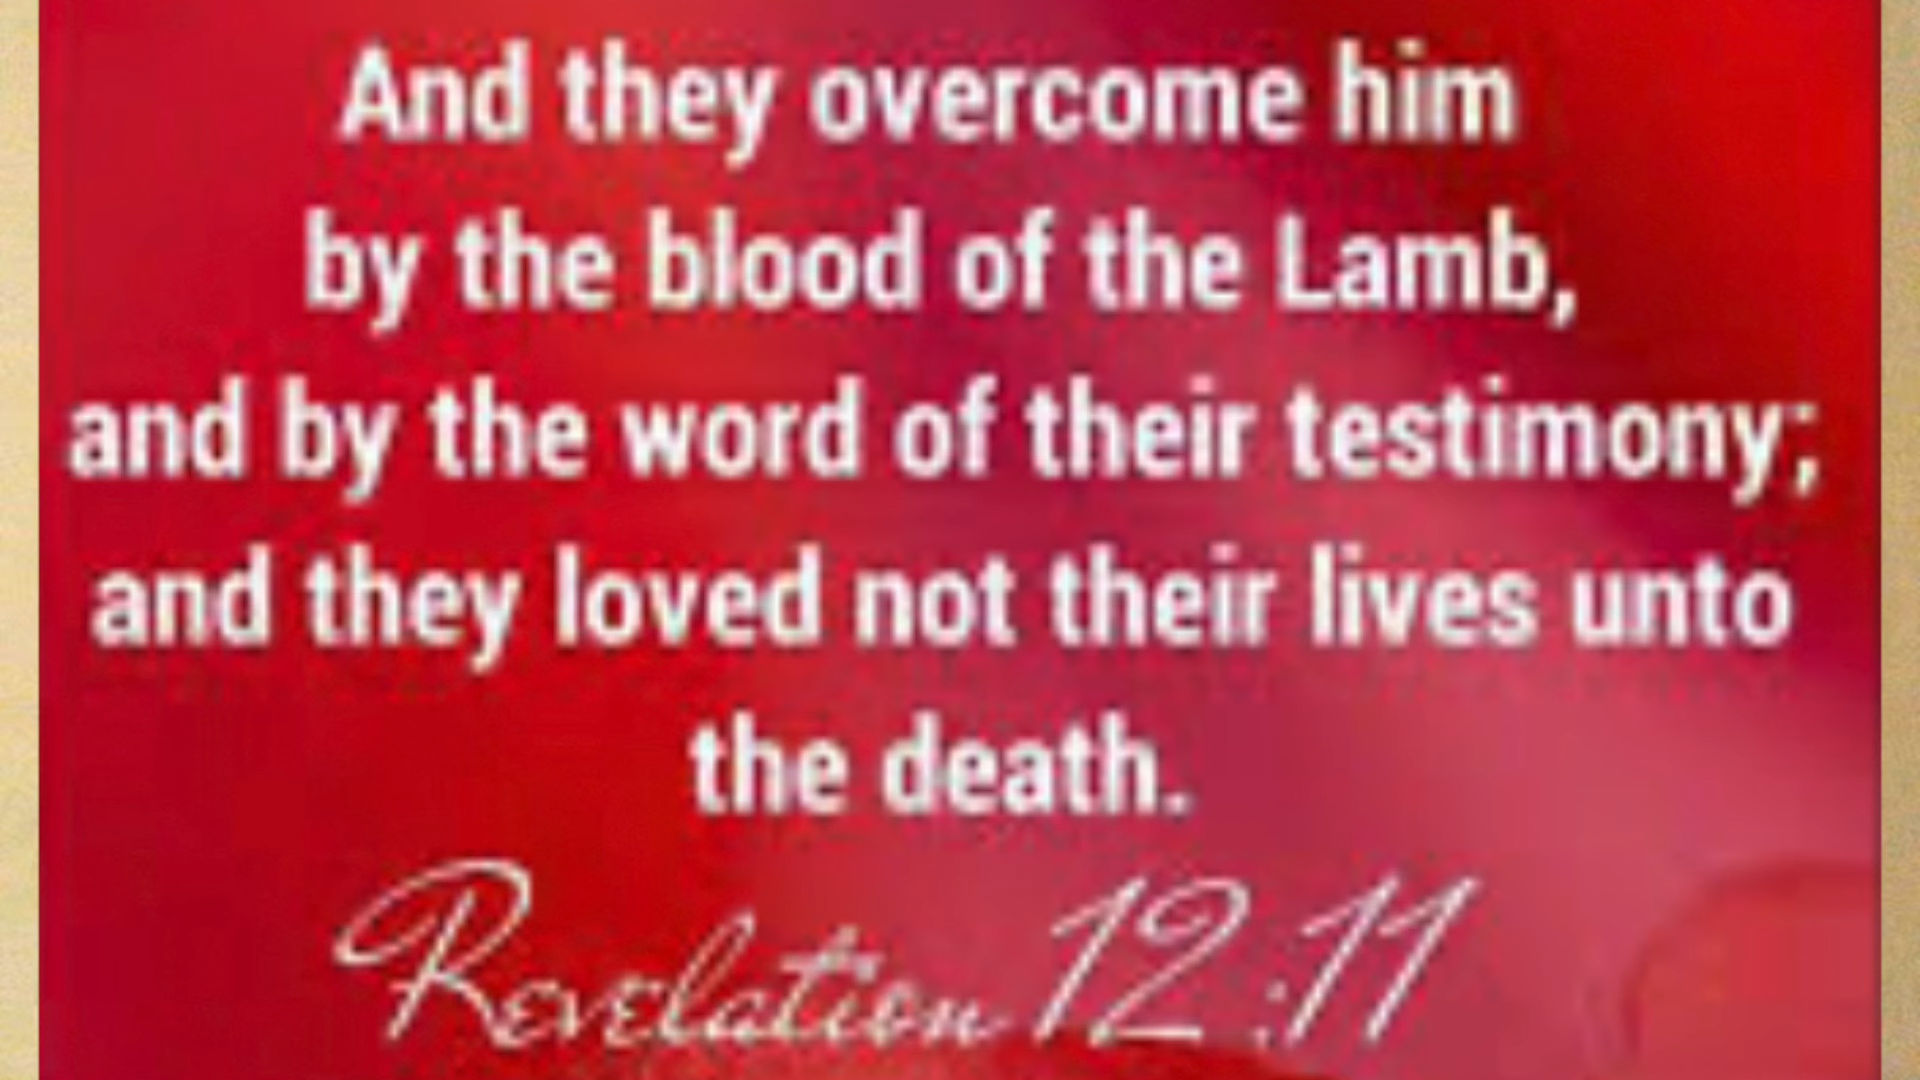 And they overcome him
by the blood of the Lamb,
and by the word of their testimony;
and they loved not their lives unto
the death.
Revelation 12:11